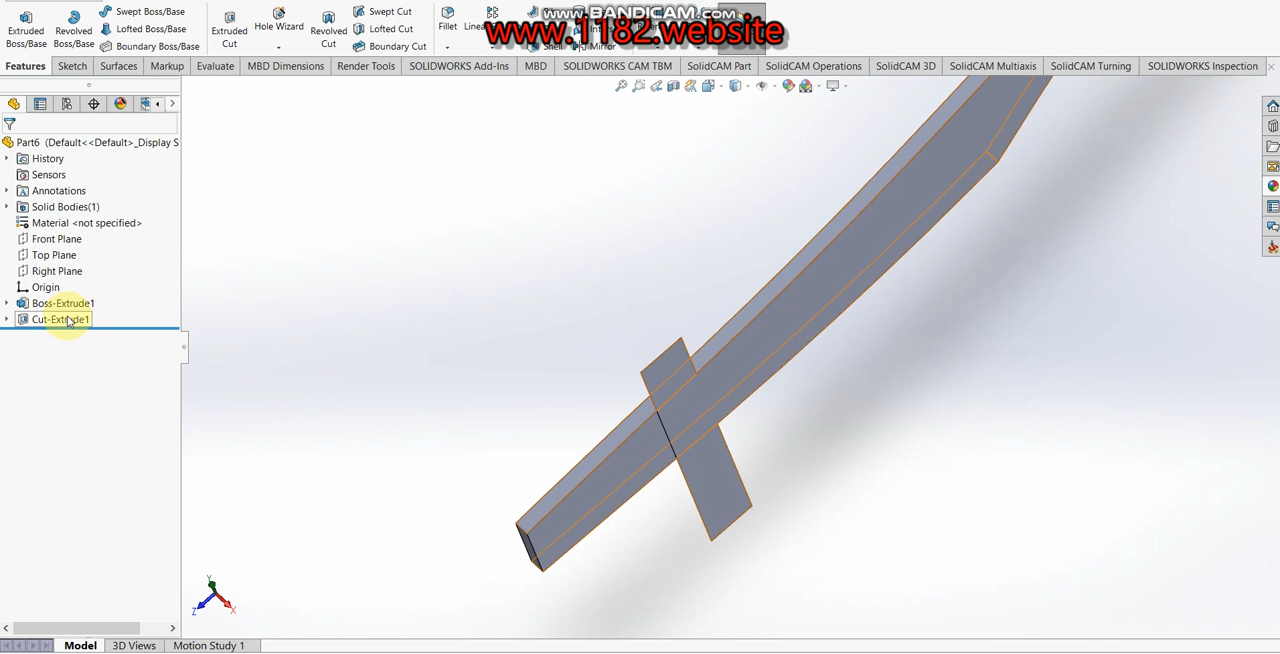 www.BANDICAM.com
www.1182.website
Extruded Boss/Base
Revolved Boss/Base
Swept Boss/Base
Lofted Boss/Base
Boundary Boss/Base
Extruded Cut
Hole Wizard
Revolved Cut
Swept Cut
Lofted Cut
Boundary Cut
Fillet
Shell
Mirror
Features
Sketch
Surfaces
Markup
Evaluate
MBD Dimensions
Render Tools
SOLIDWORKS Add-Ins
MBD
SOLIDWORKS CAM TBM
SolidCAM Part
SolidCAM Operations
SolidCAM 3D
SolidCAM Multiaxis
SolidCAM Turning
SOLIDWORKS Inspection
Part6 (Default<<Default>_Display S
History
Sensors
Annotations
Solid Bodies(1)
Material <not specified>
Front Plane
Top Plane
Right Plane
Origin
Boss-Extrude1
Cut-Extrude1
Y
Z
X
Model
3D Views
Motion Study 1